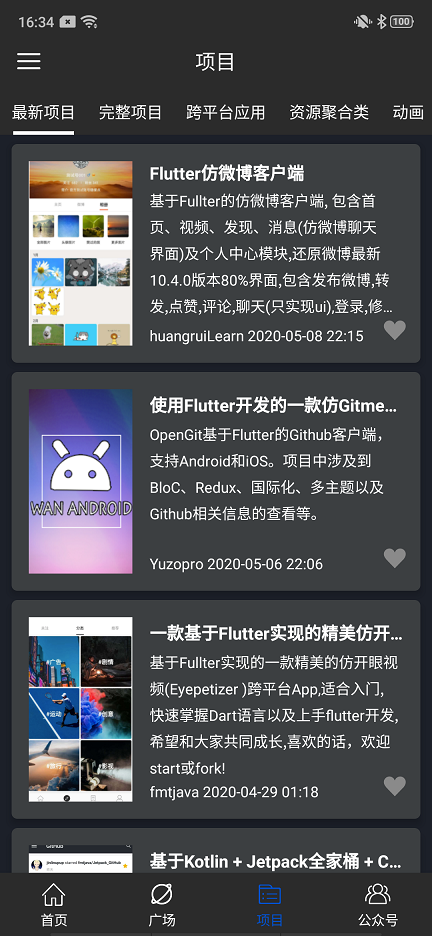 16:34
100
项目
最新项目 完整项目 跨平台应用 资源聚合类 动画
Flutter仿微博客户端
基于Fullter的仿微博客户端, 包含首
页、视频、发现、消息(仿微博聊天
界面)及个人中心模块,还原微博最新
10.4.0版本80%界面,包含发布微博,转
发,点赞,评论,聊天(只实现ui),登录,修…
huangruiLearn 2020-05-08 22:15
WAN ANDROID
使用Flutter开发的一款仿Gitme…
OpenGit基于Flutter的Github客户端，
支持Android和iOS。项目中涉及到
BloC、Redux、国际化、多主题以及
Github相关信息的查看等。
Yuzopro 2020-05-06 22:06
#广告 #剧情
#运动 #创意
#旅行 #影视
一款基于Flutter实现的精美仿开…
基于Fullter实现的一款精美的仿开眼视
频(Eyepetizer )跨平台App,适合入门,
快速掌握Dart语言以及上手flutter开发,
希望和大家共同成长,喜欢的话，欢迎
start或fork!
fmtjava 2020-04-29 01:18
GitHub
基于Kotlin + Jetpack全家桶 + C…
首页 广场 项目 公众号